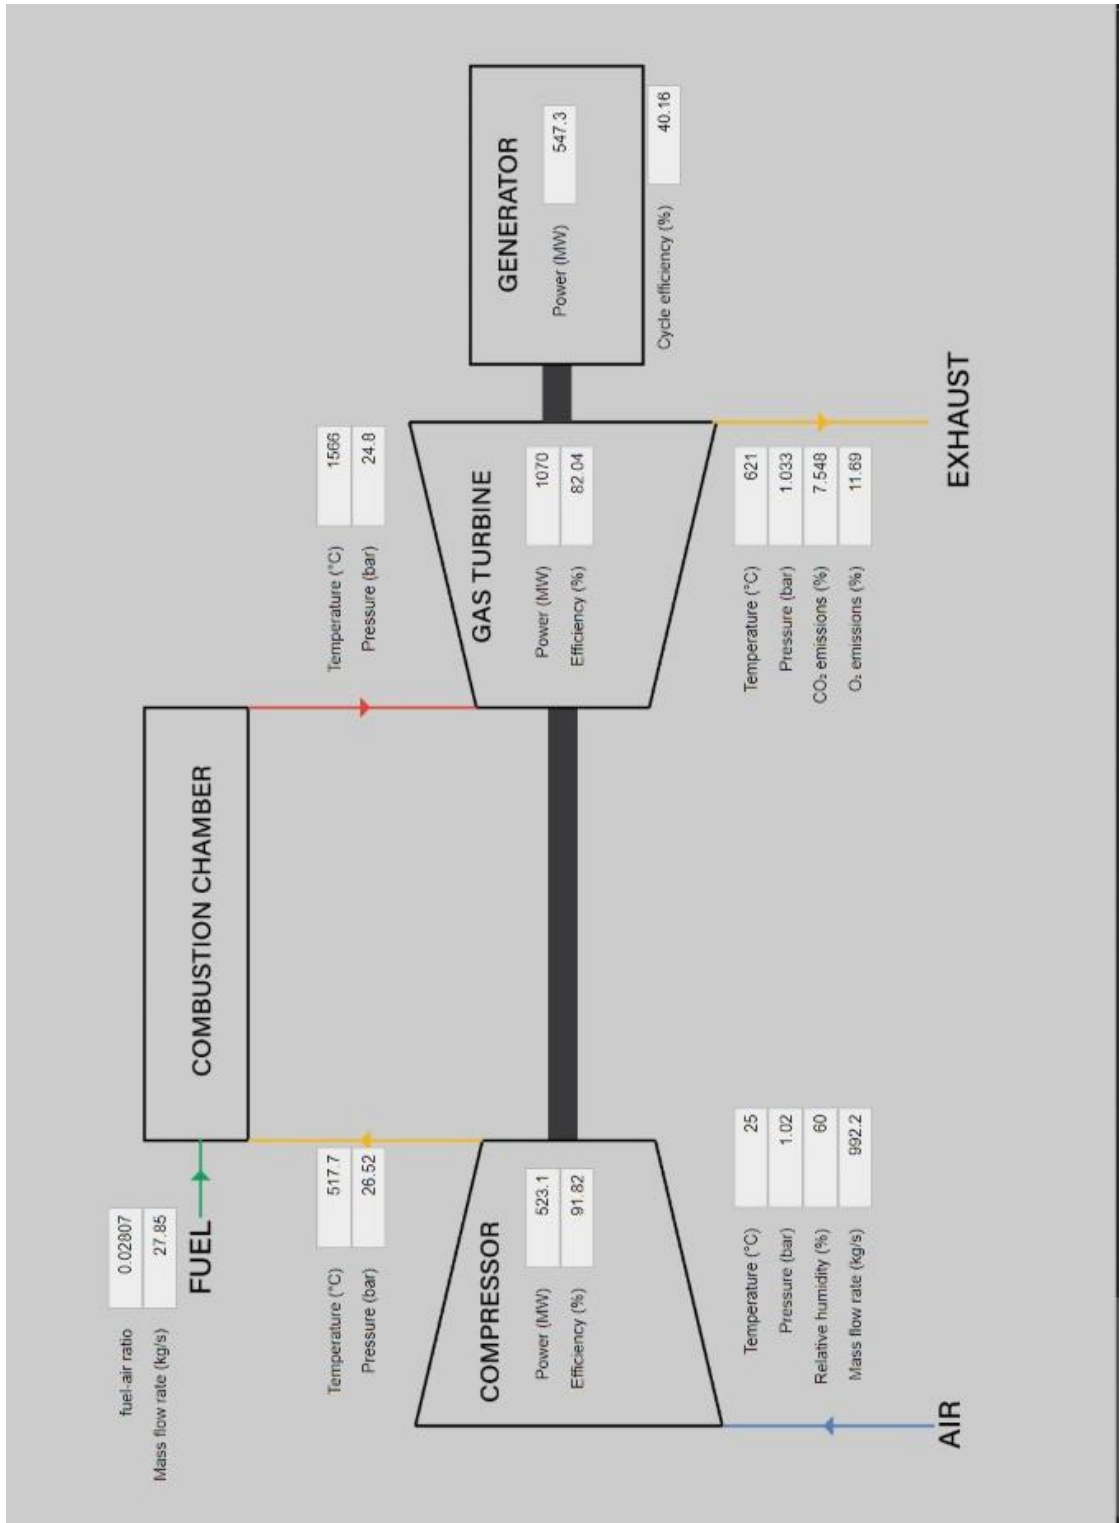 fuel-air ratio 0.02807
Mass flow rate (kg/s) 27.85
FUEL
COMBUSTION CHAMBER
Temperature (°C) 517.7
Pressure (bar) 26.52
Temperature (°C) 1566
Pressure (bar) 24.8
COMPRESSOR
Power (MW) 523.1
Efficiency (%) 91.82
GAS TURBINE
Power (MW) 1070
Efficiency (%) 82.04
GENERATOR
Power (MW) 547.3
Cycle efficiency (%) 40.16
Temperature (°C) 25
Pressure (bar) 1.02
Relative humidity (%) 60
Mass flow rate (kg/s) 992.2
AIR
Temperature (°C) 621
Pressure (bar) 1.033
CO₂ emissions (%) 7.548
O₂ emissions (%) 11.69
EXHAUST